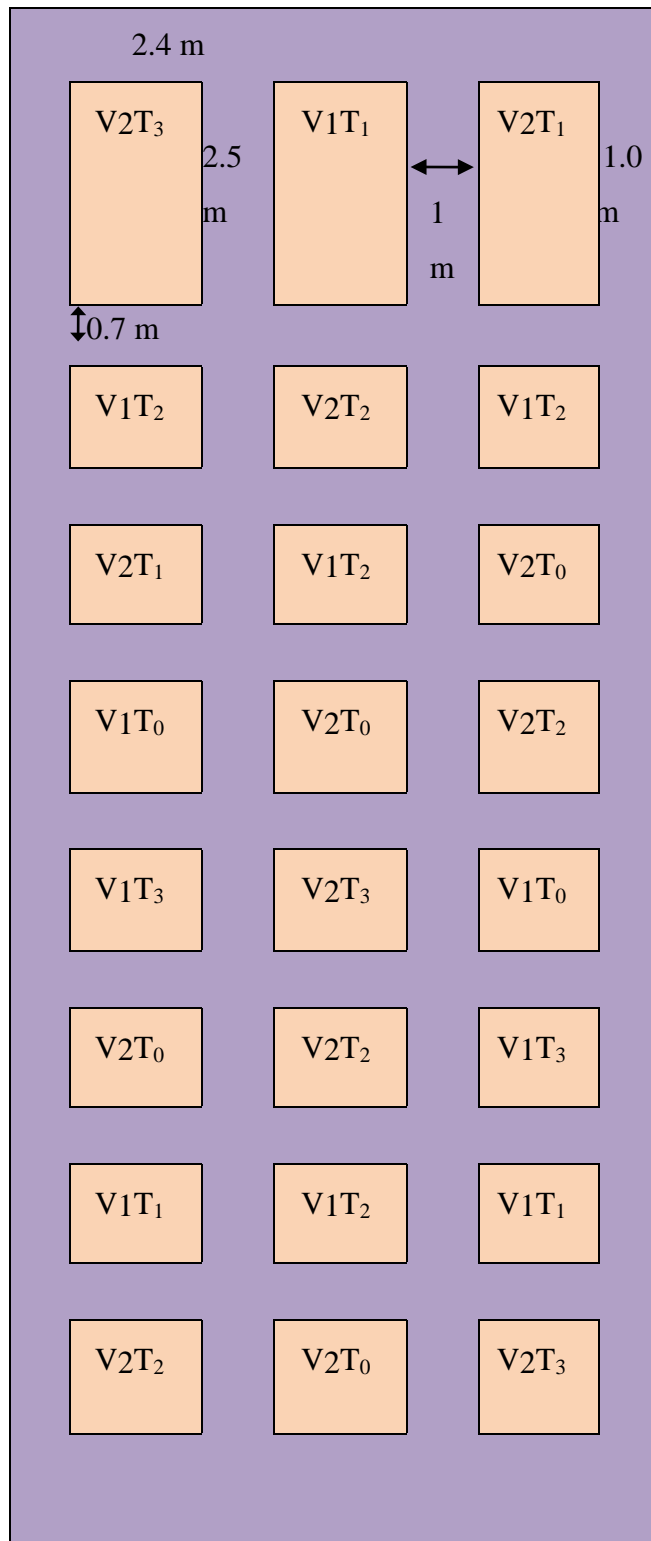 2.4 m
V2T₃ V1T₁ V2T₁
2.5 1.0
m 1 m
m
0.7 m
V1T₂ V2T₂ V1T₂
V2T₁ V1T₂ V2T₀
V1T₀ V2T₀ V2T₂
V1T₃ V2T₃ V1T₀
V2T₀ V2T₂ V1T₃
V1T₁ V1T₂ V1T₁
V2T₂ V2T₀ V2T₃